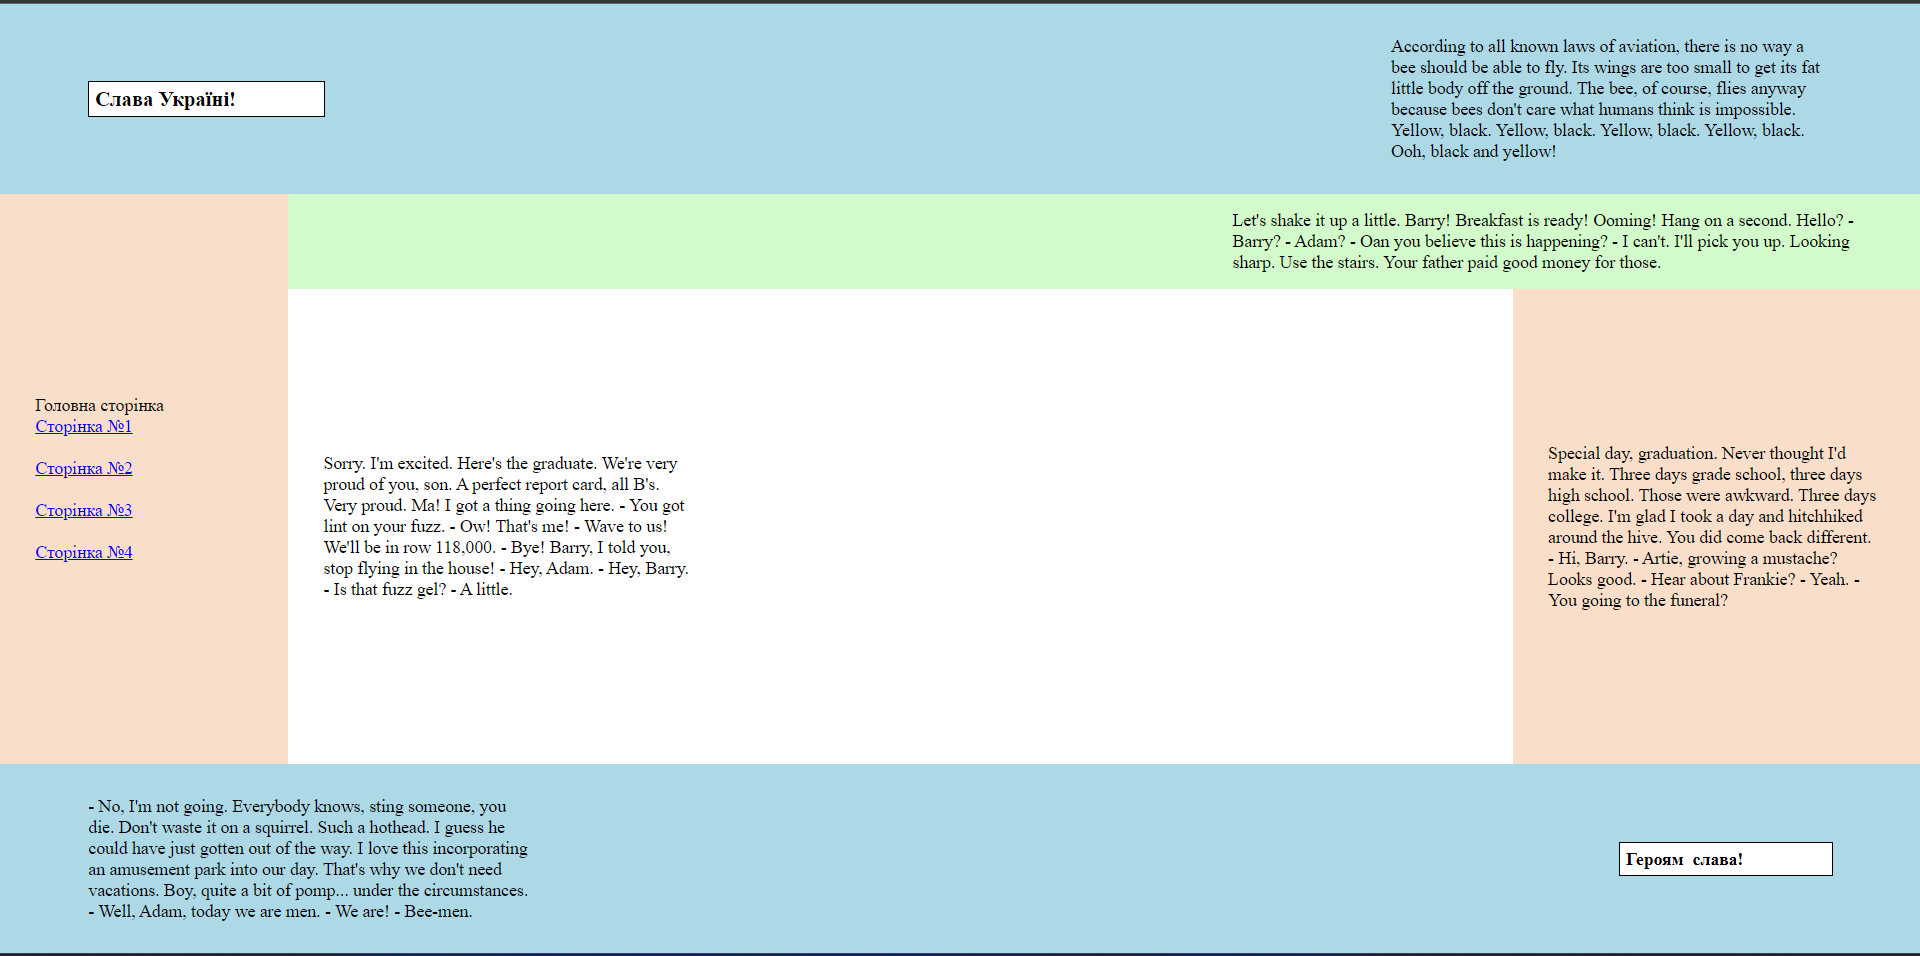 Слава Україні!
According to all known laws of aviation, there is no way a
bee should be able to fly. Its wings are too small to get its fat
little body off the ground. The bee, of course, flies anyway
because bees don't care what humans think is impossible.
Yellow, black. Yellow, black. Yellow, black. Yellow, black.
Ooh, black and yellow!
Let's shake it up a little. Barry! Breakfast is ready! Ooming! Hang on a second. Hello? -
Barry? - Adam? - Oan you believe this is happening? - I can't. I'll pick you up. Looking
sharp. Use the stairs. Your father paid good money for those.
Головна сторінка
Сторінка №1
Сторінка №2
Сторінка №3
Сторінка №4
Sorry. I'm excited. Here's the graduate. We're very
proud of you, son. A perfect report card, all B's.
Very proud. Ma! I got a thing going here. - You got
lint on your fuzz. - Ow! That's me! - Wave to us!
We'll be in row 118,000. - Bye! Barry, I told you,
stop flying in the house! - Hey, Adam. - Hey, Barry.
- Is that fuzz gel? - A little.
Special day, graduation. Never thought I'd
make it. Three days grade school, three days
high school. Those were awkward. Three days
college. I'm glad I took a day and hitchhiked
around the hive. You did come back different.
- Hi, Barry. - Artie, growing a mustache?
Looks good. - Hear about Frankie? - Yeah. -
You going to the funeral?
- No, I'm not going. Everybody knows, sting someone, you
die. Don't waste it on a squirrel. Such a hothead. I guess he
could have just gotten out of the way. I love this incorporating
an amusement park into our day. That's why we don't need
vacations. Boy, quite a bit of pomp... under the circumstances.
- Well, Adam, today we are men. - We are! - Bee-men.
Героям слава!